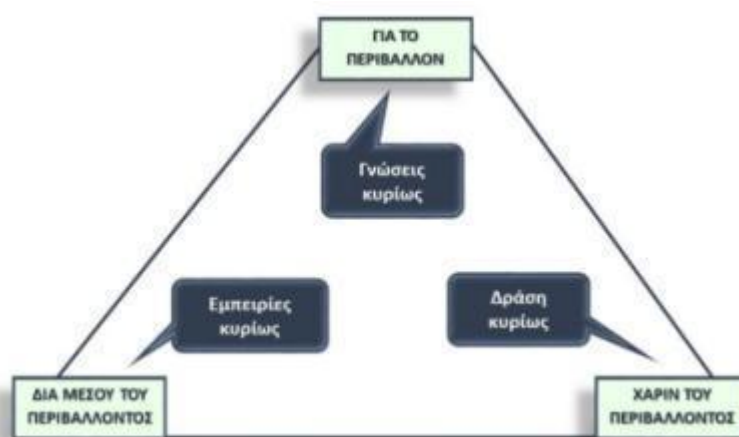 ΓΙΑ ΤΟ
ΠΕΡΙΒΑΛΛΟΝ
Γνώσεις
κυρίως
Εμπειρίες
κυρίως
Δράση
κυρίως
ΔΙΑ ΜΕΣΟΥ ΤΟΥ
ΠΕΡΙΒΑΛΛΟΝΤΟΣ
ΧΑΡΙΝ ΤΟΥ
ΠΕΡΙΒΑΛΛΟΝΤΟΣ